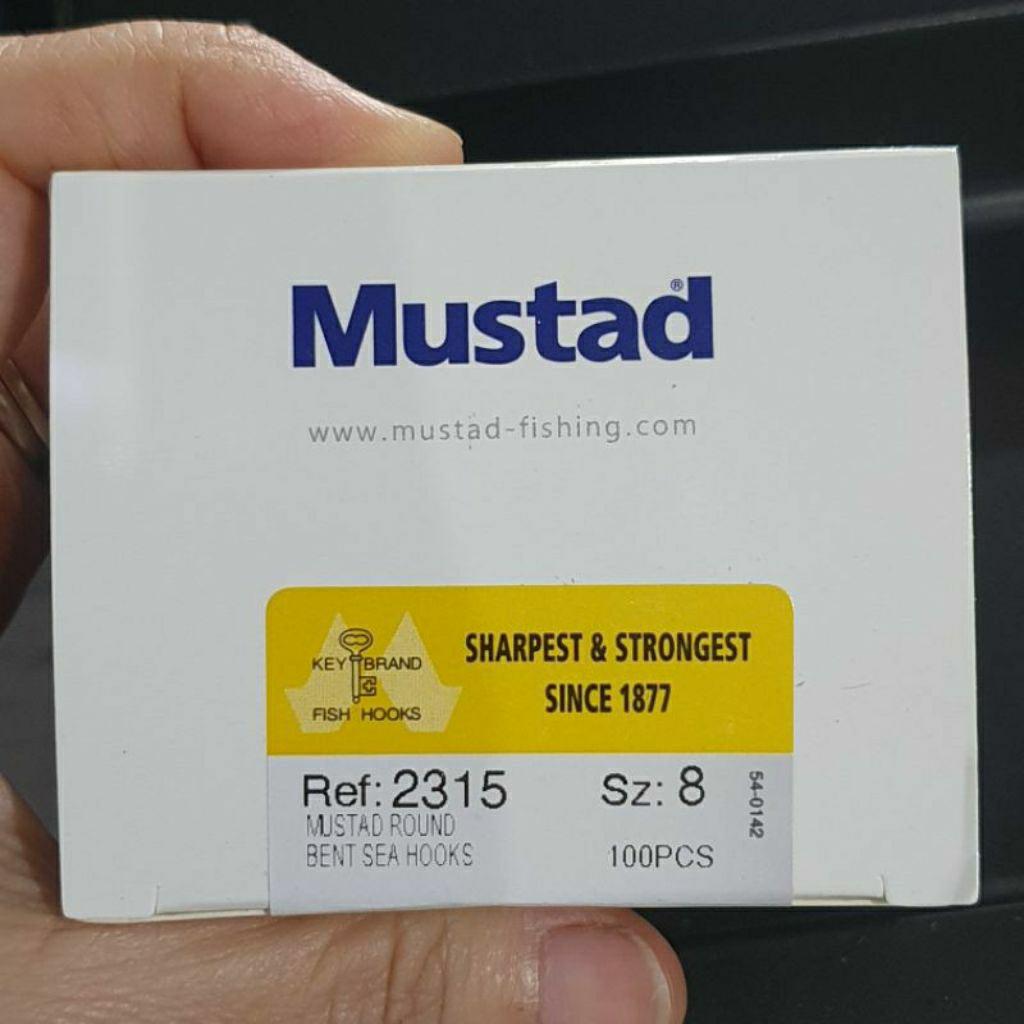 Mustad®
www.mustad-fishing.com
KEY BRAND
FISH HOOKS
SHARPEST & STRONGEST
SINCE 1877
Ref: 2315
MUSTAD ROUND
BENT SEA HOOKS
Sz: 8
100PCS
54-0142